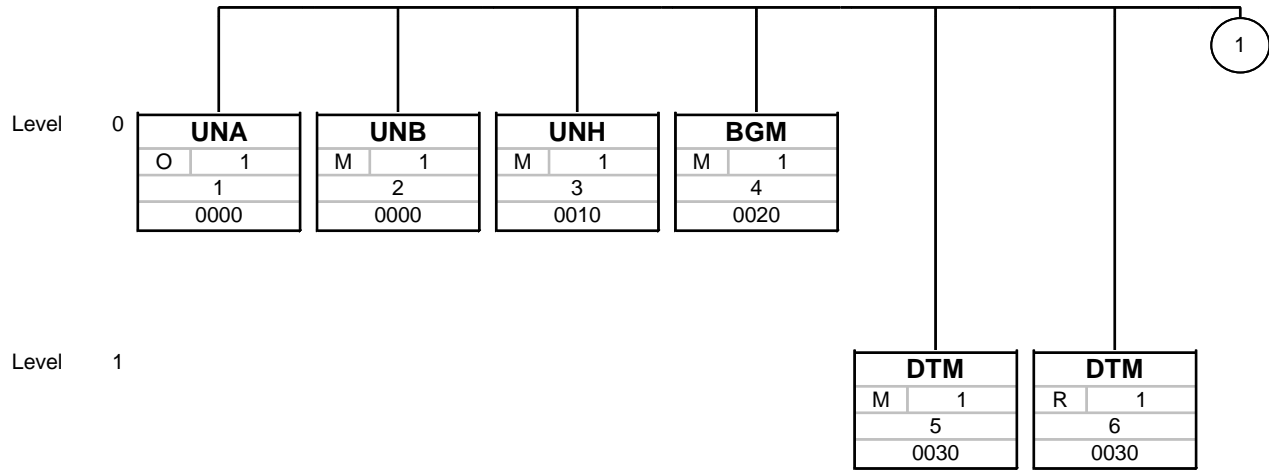 1
Level 0 UNA UNB UNH BGM
O 1 M 1 M 1 M 1
1 2 3 4
0000 0000 0010 0020
Level 1 DTM DTM
M 1 R 1
5 6
0030 0030